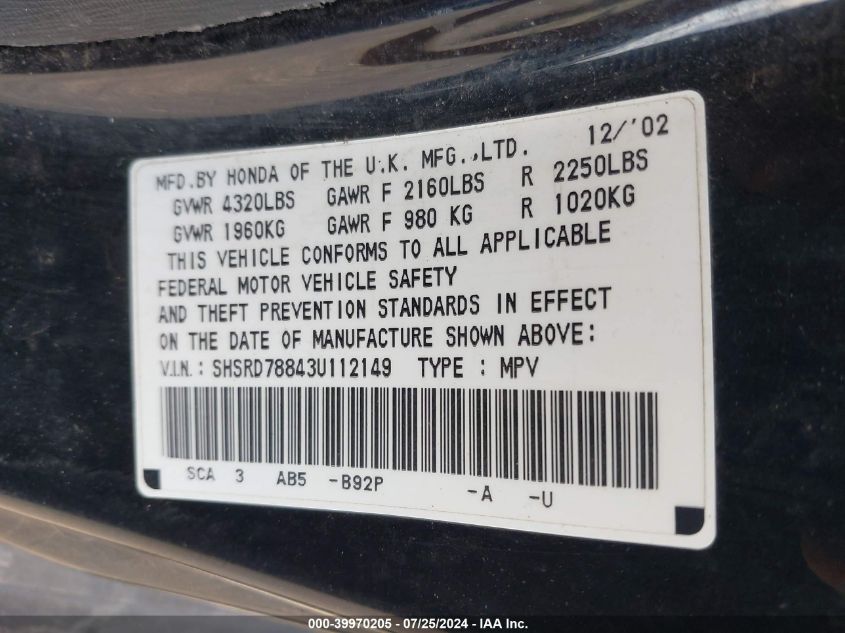 12/'02
MFD.BY HONDA OF THE U.K. MFG.,LTD.
GVWR 4320LBS GAWR F 2160LBS R 2250LBS
GVWR 1960KG GAWR F 980 KG R 1020KG
THIS VEHICLE CONFORMS TO ALL APPLICABLE
FEDERAL MOTOR VEHICLE SAFETY
AND THEFT PREVENTION STANDARDS IN EFFECT
ON THE DATE OF MANUFACTURE SHOWN ABOVE:
V.I.N. : SHSRD78843U112149 TYPE : MPV
SCA 3 AB5 -B92P -A -U
000-39970205 - 07/25/2024 - IAA Inc.